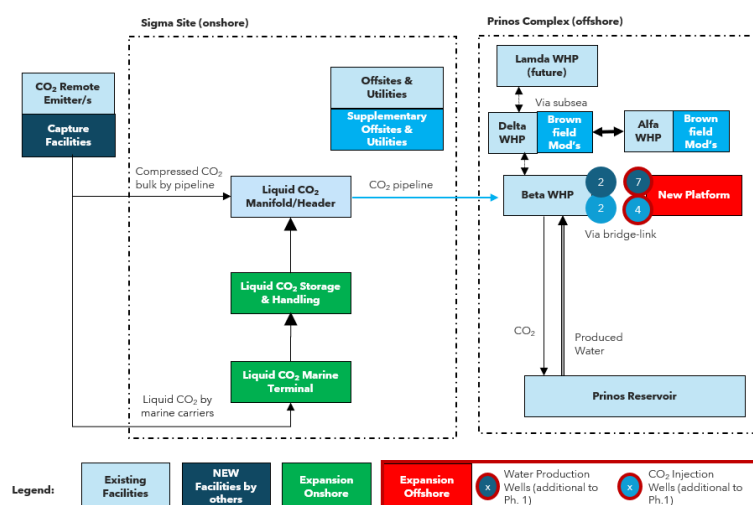 Sigma Site (onshore)
Prinos Complex (offshore)
CO₂ Remote
Emitter/s
Capture
Facilities
Offsites &
Utilities
Supplementary
Offsites &
Utilities
Lamda WHP
(future)
Via subsea
Delta
WHP
Brown
field
Mod's
Alfa
WHP
Brown
field
Mod's
Compressed CO₂
bulk by pipeline
Liquid CO₂
Manifold/Header
CO₂ pipeline
Beta WHP
2
2
7
4
New Platform
Via bridge-link
Liquid CO₂ Storage
& Handling
CO₂
Produced
Water
Liquid CO₂ Marine
Terminal
Liquid CO₂ by
marine carriers
Prinos Reservoir
Legend:
Existing
Facilities
NEW
Facilities by
others
Expansion
Onshore
Expansion
Offshore
x
Water Production
Wells (additional to
Ph. 1)
x
CO₂ Injection
Wells (additional to
Ph.1)